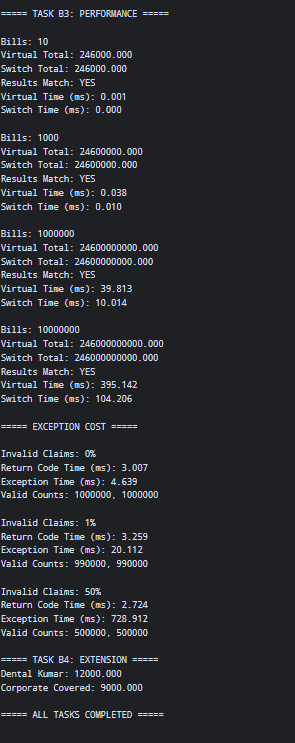 ===== TASK B3: PERFORMANCE =====
Bills: 10
Virtual Total: 246000.000
Switch Total: 246000.000
Results Match: YES
Virtual Time (ms): 0.001
Switch Time (ms): 0.000
Bills: 1000
Virtual Total: 24600000.000
Switch Total: 24600000.000
Results Match: YES
Virtual Time (ms): 0.038
Switch Time (ms): 0.010
Bills: 1000000
Virtual Total: 24600000000.000
Switch Total: 24600000000.000
Results Match: YES
Virtual Time (ms): 39.813
Switch Time (ms): 10.014
Bills: 10000000
Virtual Total: 246000000000.000
Switch Total: 246000000000.000
Results Match: YES
Virtual Time (ms): 395.142
Switch Time (ms): 104.206
===== EXCEPTION COST =====
Invalid Claims: 0%
Return Code Time (ms): 3.007
Exception Time (ms): 4.639
Valid Counts: 1000000, 1000000
Invalid Claims: 1%
Return Code Time (ms): 3.259
Exception Time (ms): 20.112
Valid Counts: 990000, 990000
Invalid Claims: 50%
Return Code Time (ms): 2.724
Exception Time (ms): 728.912
Valid Counts: 500000, 500000
===== TASK B4: EXTENSION =====
Dental Kumar: 12000.000
Corporate Covered: 9000.000
===== ALL TASKS COMPLETED =====